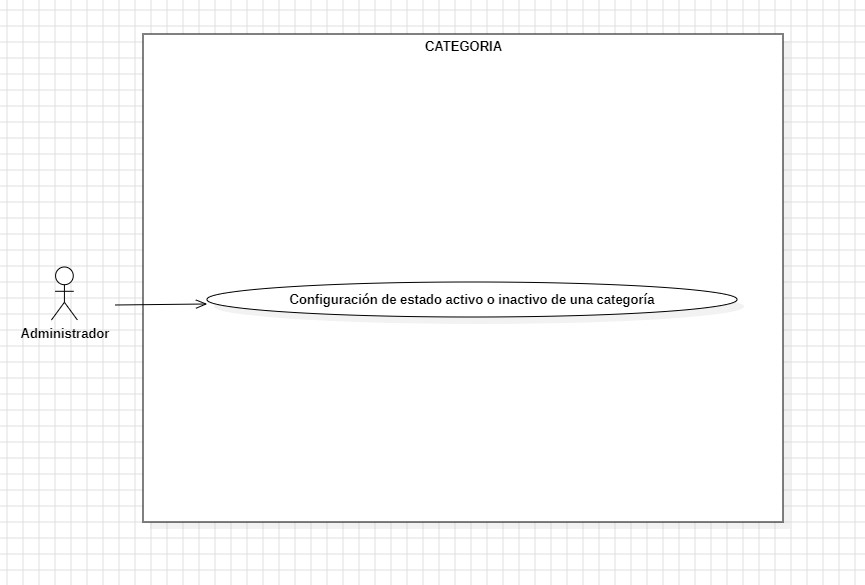 CATEGORIA
Configuración de estado activo o inactivo de una categoría
Administrador